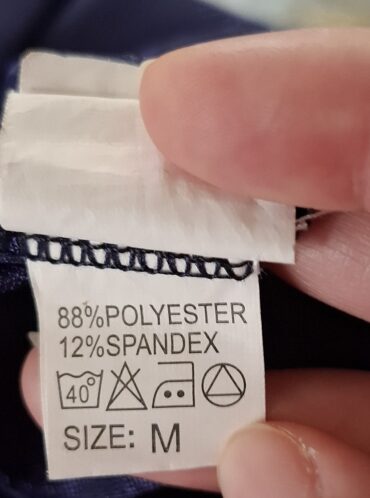 88%POLYESTER
12%SPANDEX
40°
SIZE: M